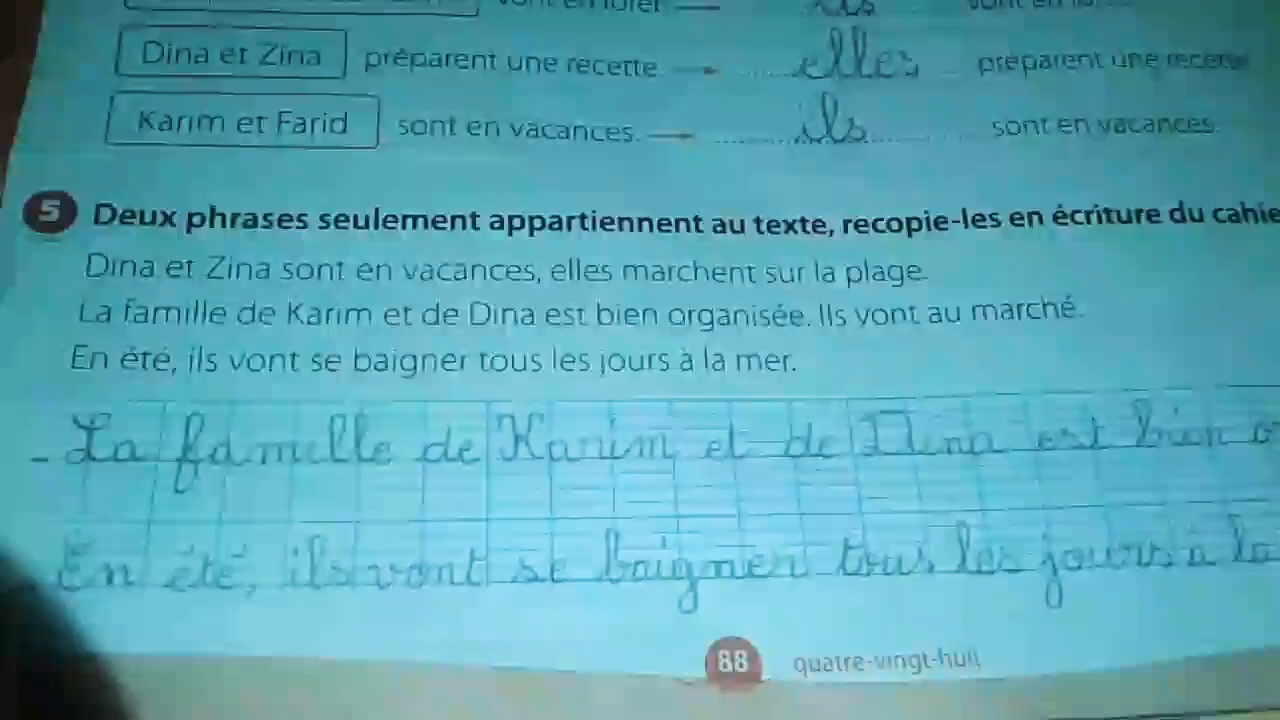 vont en
Dina et Zina préparent une recette elles préparent une recette
Karim et Farid sont en vacances. ils sont en vacances.
5 Deux phrases seulement appartiennent au texte, recopie-les en écriture du cahie
Dina et Zina sont en vacances, elles marchent sur la plage.
La famille de Karim et de Dina est bien organisée. Ils vont au marché.
En été, ils vont se baigner tous les jours à la mer.
- La famille de Karim et de Dina est bien o
En été, ils vont se baigner tous les jours à la
88 quatre-vingt-huit